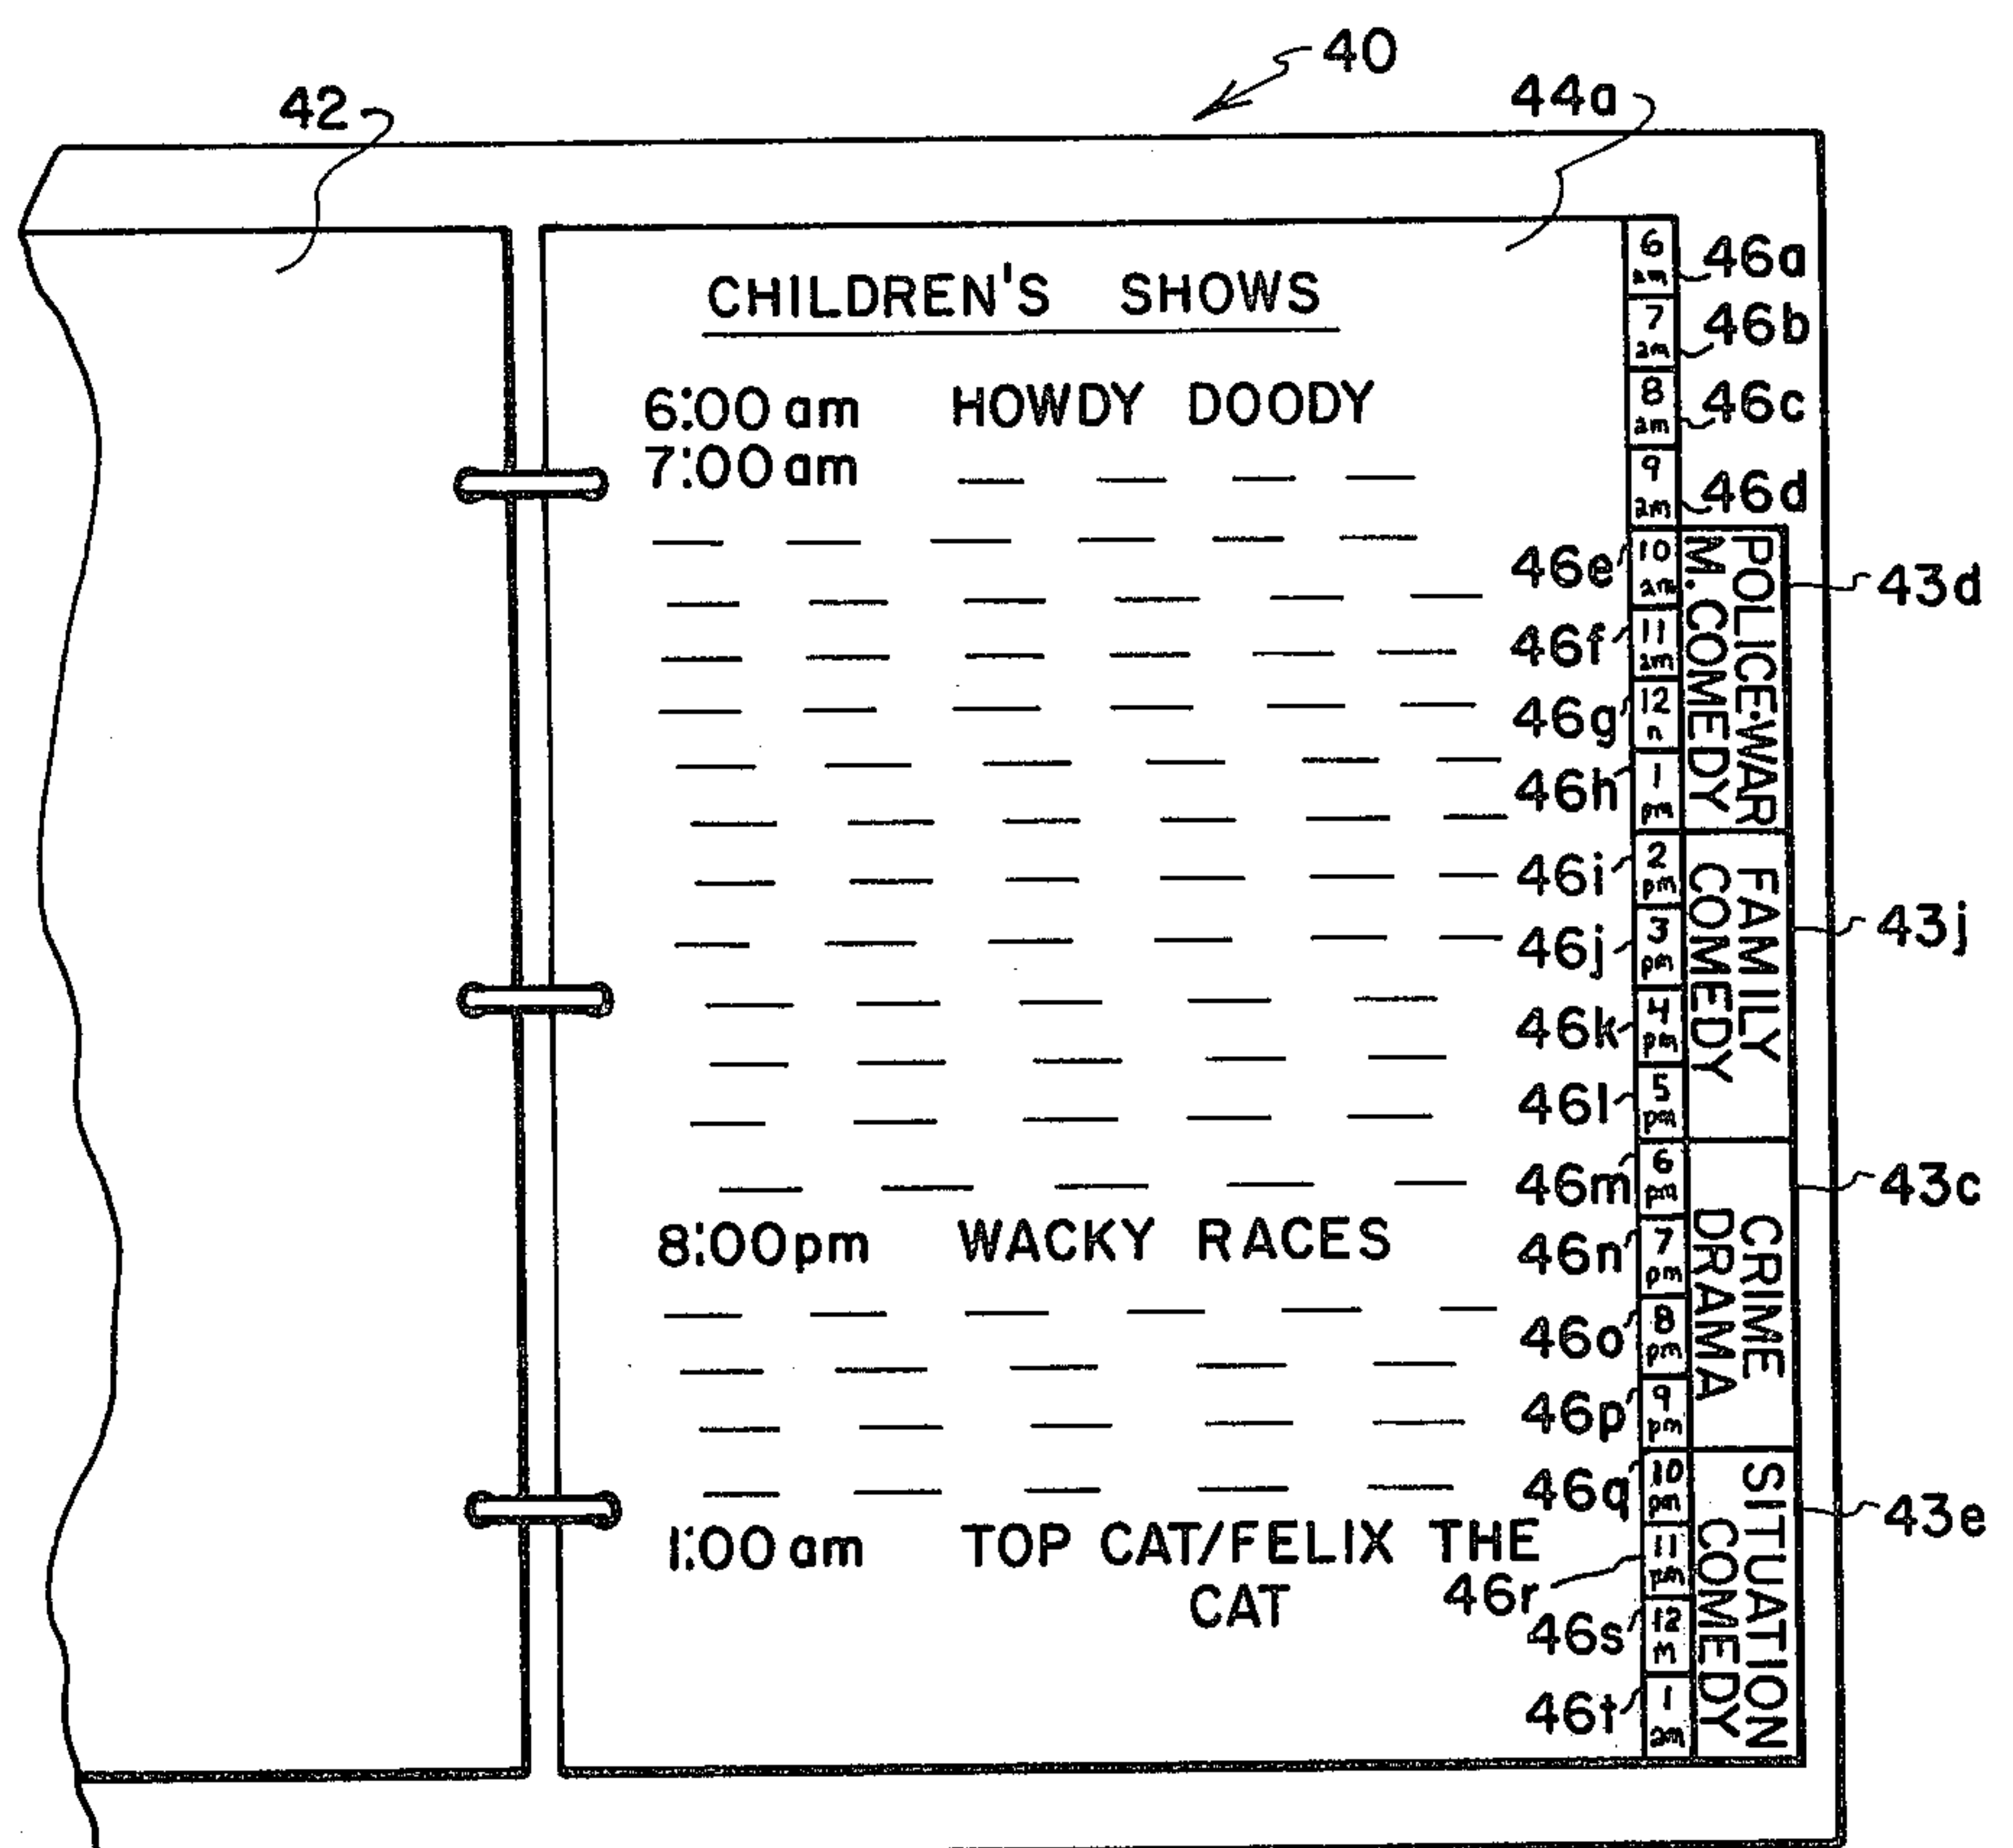 40
42
44a
CHILDREN'S SHOWS
6:00 am HOWDY DOODY
7:00 am
8:00 pm WACKY RACES
1:00 am TOP CAT/FELIX THE
CAT
6 am 46a
7 am 46b
8 am 46c
9 am 46d
46e 10 am
46f 11 am
46g 12 n
46h 1 pm
46i 2 pm
46j 3 pm
46k 4 pm
46l 5 pm
46m 6 pm
46n 7 pm
46o 8 pm
46p 9 pm
46q 10 pm
46r 11 pm
46s 12 m
46t 1 am
POLICE·WAR
M. COMEDY
43d
FAMILY
COMEDY
43j
CRIME
DRAMA
43c
SITUATION
COMEDY
43e